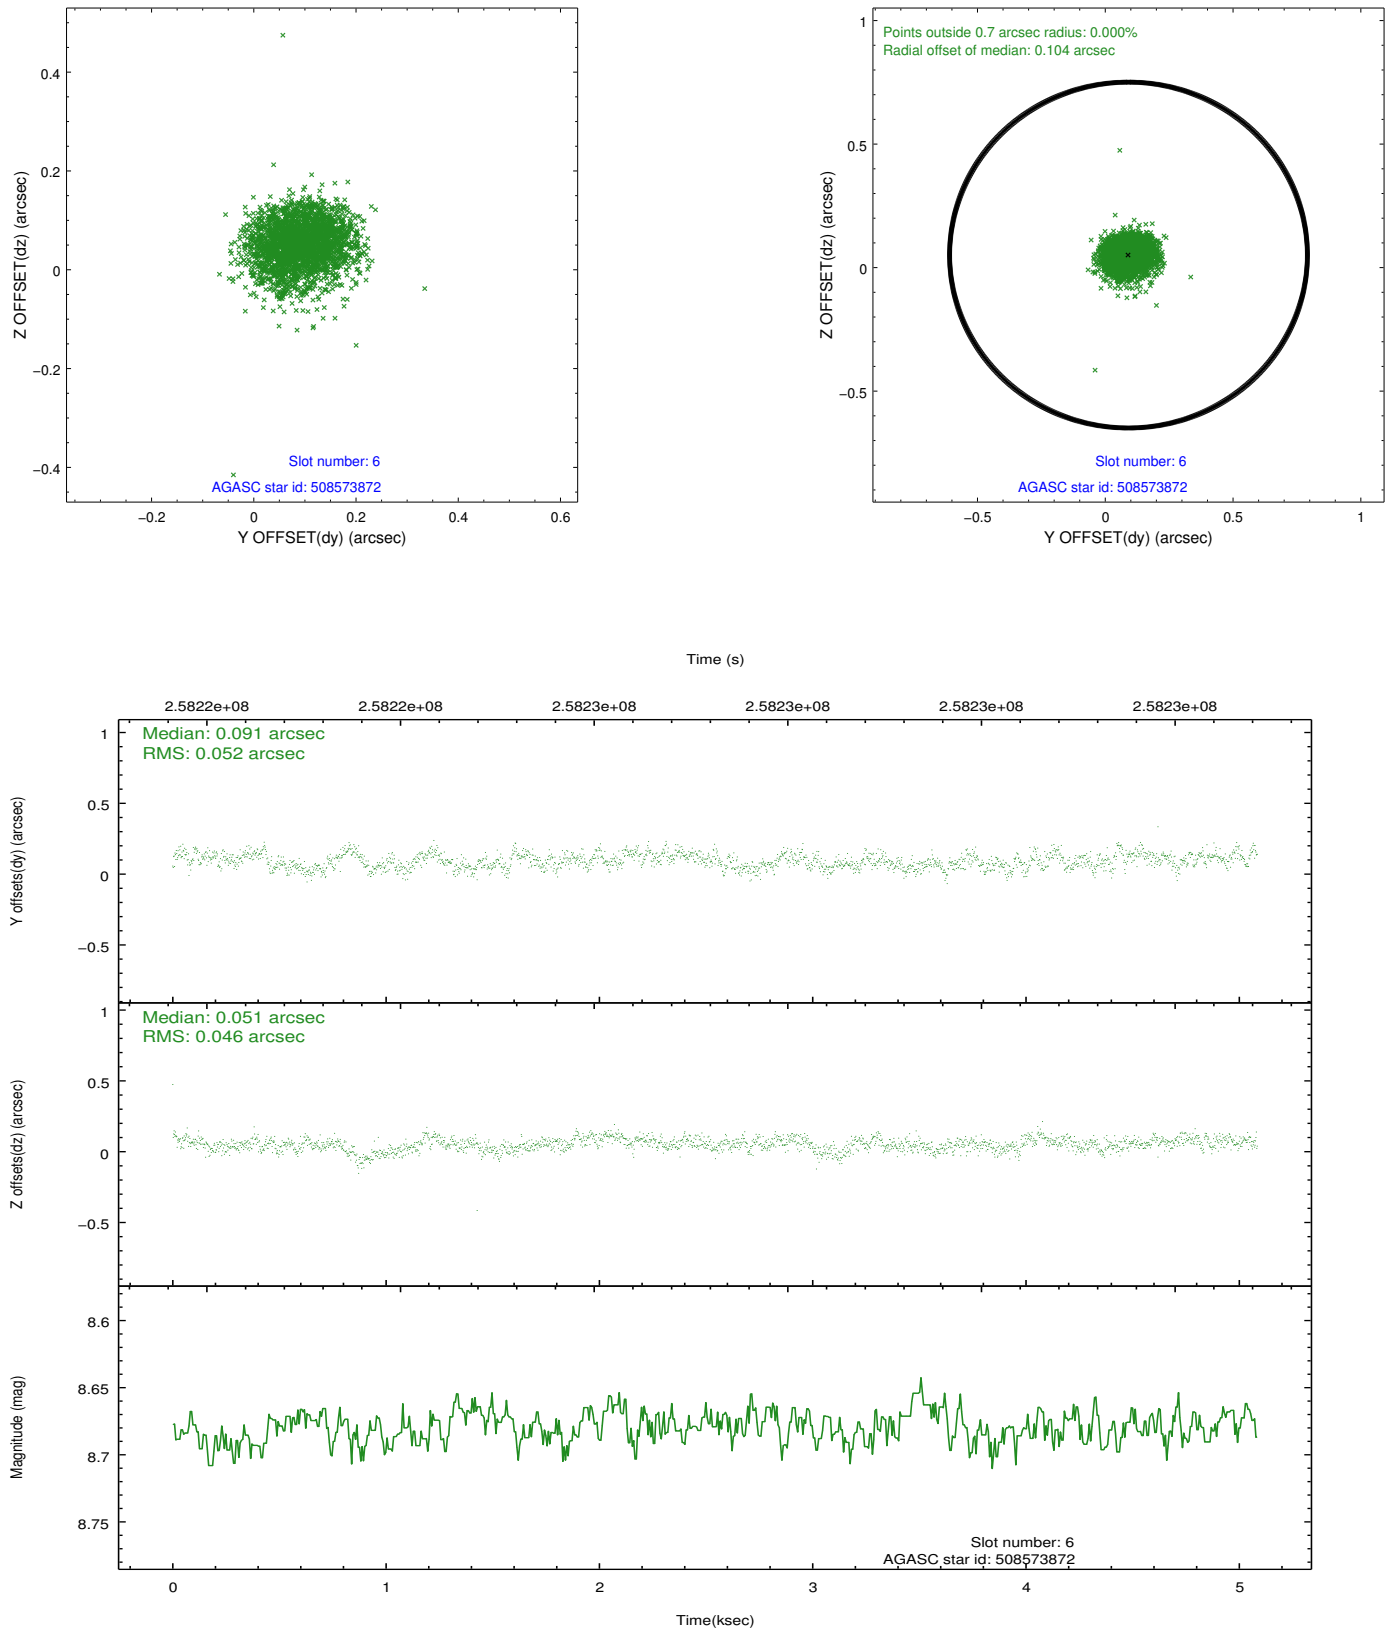 0.4
0.2
0
−0.2
−0.4
Z OFFSET(dz) (arcsec)
Slot number: 6
AGASC star id: 508573872
−0.2 0 0.2 0.4 0.6
Y OFFSET(dy) (arcsec)
Points outside 0.7 arcsec radius: 0.000%
Radial offset of median: 0.104 arcsec
1
0.5
0
−0.5
Z OFFSET(dz) (arcsec)
Slot number: 6
AGASC star id: 508573872
−0.5 0 0.5 1
Y OFFSET(dy) (arcsec)
Time (s)
2.5822e+08 2.5822e+08 2.5823e+08 2.5823e+08 2.5823e+08 2.5823e+08
Median: 0.091 arcsec
RMS: 0.052 arcsec
1
0.5
0
−0.5
Y offsets(dy) (arcsec)
Median: 0.051 arcsec
RMS: 0.046 arcsec
1
0.5
0
−0.5
Z offsets(dz) (arcsec)
8.6
8.65
8.7
8.75
Magnitude (mag)
Slot number: 6
AGASC star id: 508573872
0 1 2 3 4 5
Time(ksec)